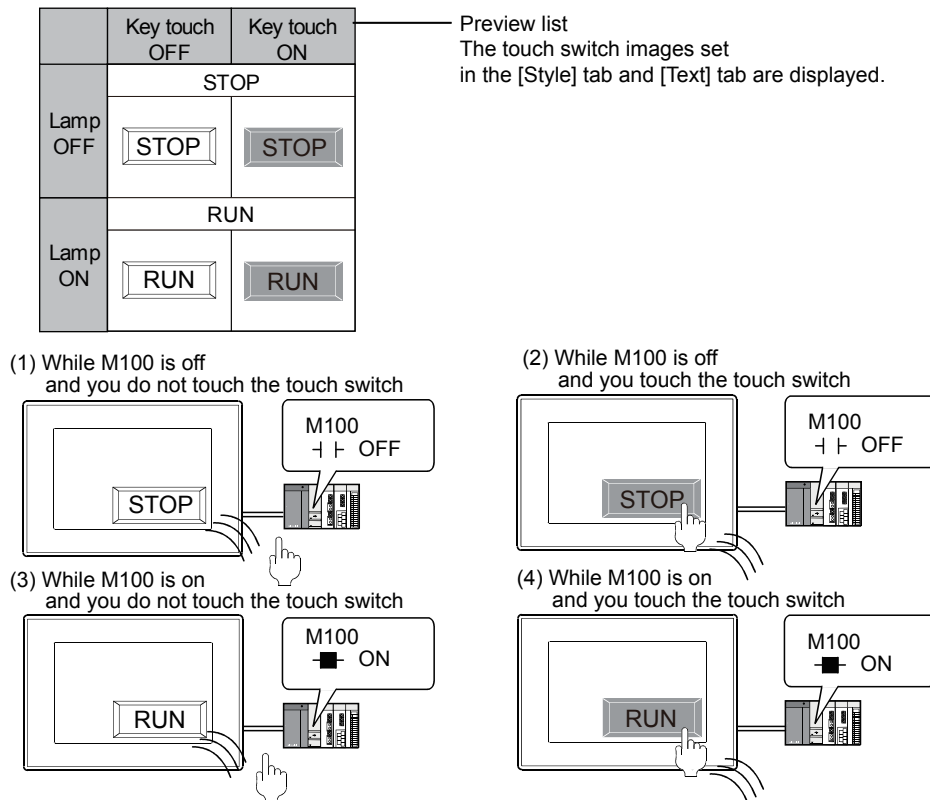 Key touch
OFF
Key touch
ON
Preview list
The touch switch images set
in the [Style] tab and [Text] tab are displayed.
Lamp
OFF
STOP
STOP
STOP
Lamp
ON
RUN
RUN
RUN
(1) While M100 is off
and you do not touch the touch switch
M100
OFF
STOP
(2) While M100 is off
and you touch the touch switch
M100
OFF
STOP
(3) While M100 is on
and you do not touch the touch switch
M100
ON
RUN
(4) While M100 is on
and you touch the touch switch
M100
ON
RUN